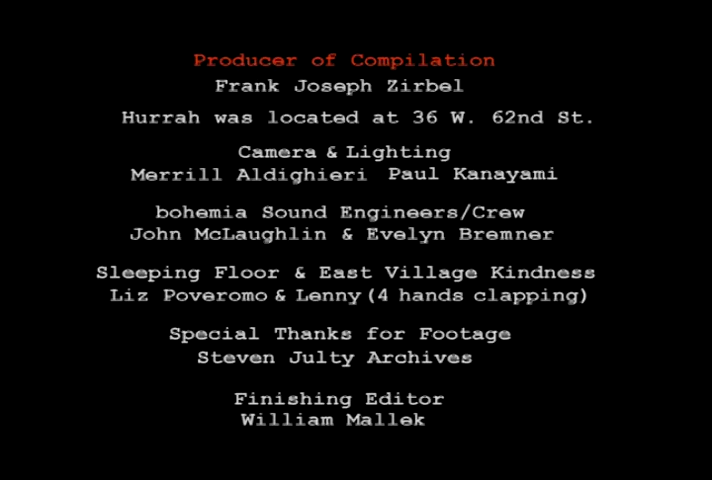 Producer of Compilation
Frank Joseph Zirbel
Hurrah was located at 36 W. 62nd St.
Camera & Lighting
Merrill Aldighieri Paul Kanayami
bohemia Sound Engineers/Crew
John McLaughlin & Evelyn Bremner
Sleeping Floor & East Village Kindness
Liz Poveromo & Lenny (4 hands clapping)
Special Thanks for Footage
Steven Julty Archives
Finishing Editor
William Mallek